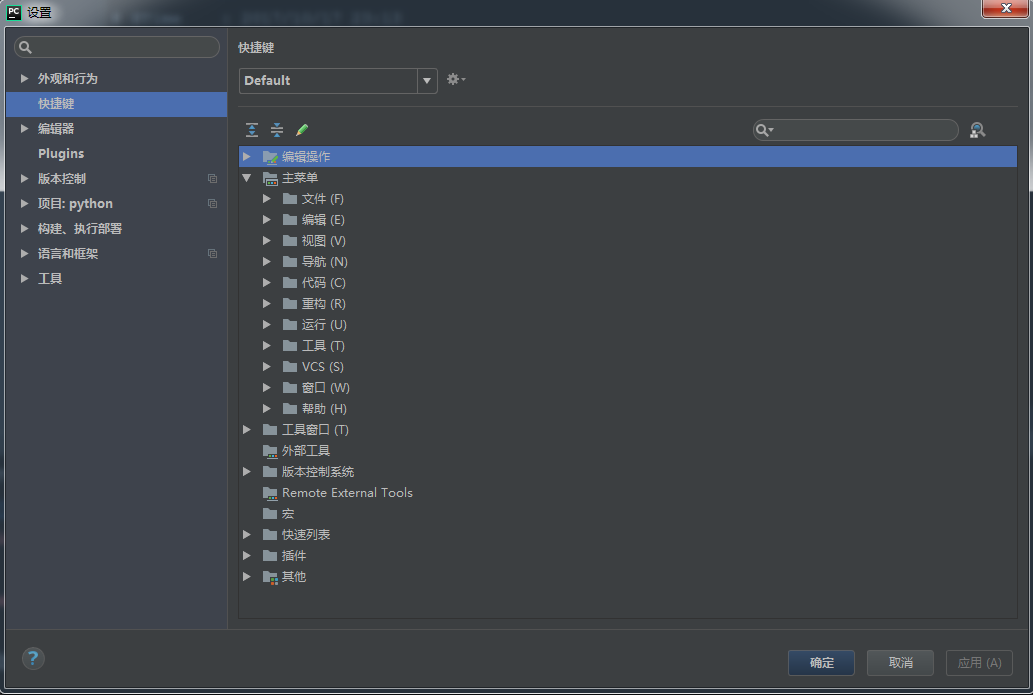 PC 设置
外观和行为
快捷键
编辑器
Plugins
版本控制
项目: python
构建、执行部署
语言和框架
工具
快捷键
Default
编辑操作
主菜单
文件 (F)
编辑 (E)
视图 (V)
导航 (N)
代码 (C)
重构 (R)
运行 (U)
工具 (T)
VCS (S)
窗口 (W)
帮助 (H)
工具窗口 (T)
外部工具
版本控制系统
Remote External Tools
宏
快速列表
插件
其他
?
确定
取消
应用 (A)